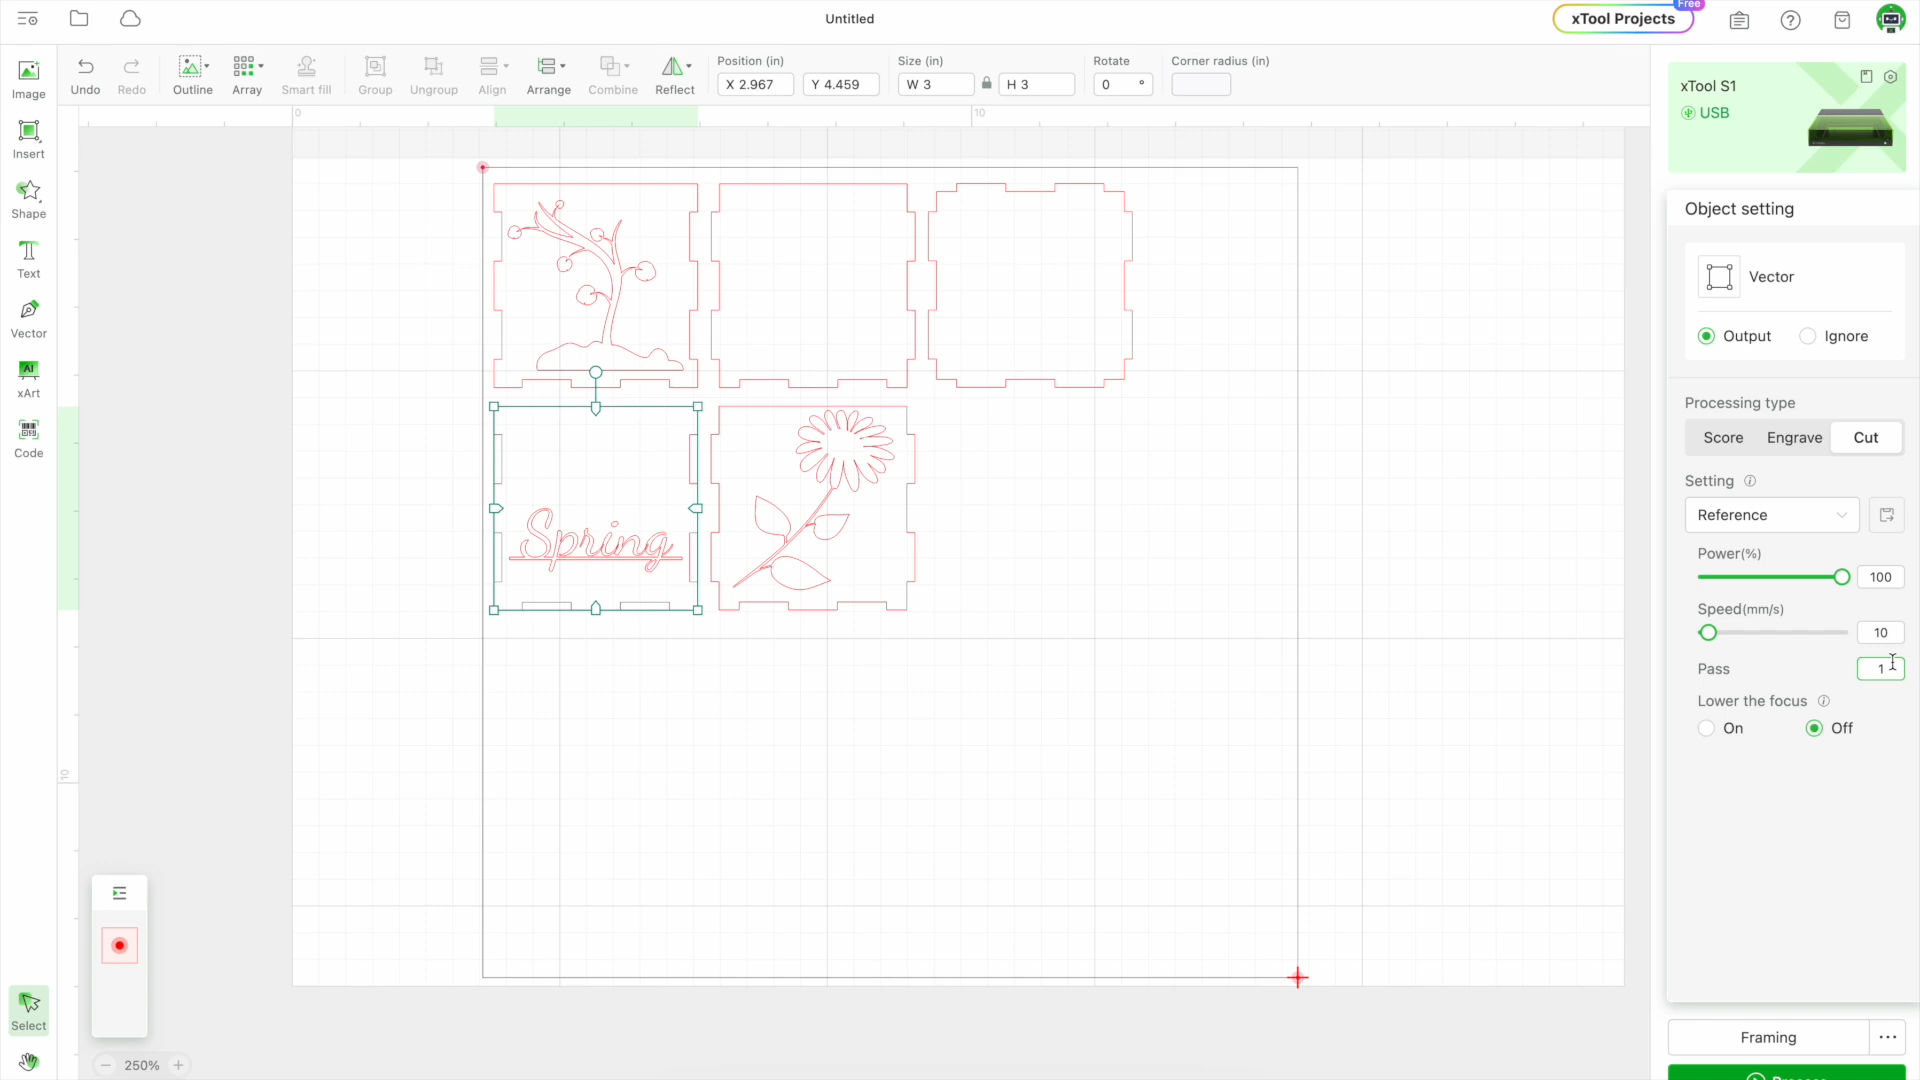 Untitled
xTool Projects
Free
Image
Insert
Shape
Text
Vector
AI
xArt
Code
Select
Undo
Redo
Outline
Array
Smart fill
Group
Ungroup
Align
Arrange
Combine
Reflect
Position (in)
X 2.967
Y 4.459
Size (in)
W 3
H 3
Rotate
0 °
Corner radius (in)
0
10
10
Spring
250%
xTool S1
USB
Object setting
Vector
Output
Ignore
Processing type
Score
Engrave
Cut
Setting
Reference
Power(%)
100
Speed(mm/s)
10
Pass
1
Lower the focus
On
Off
Framing